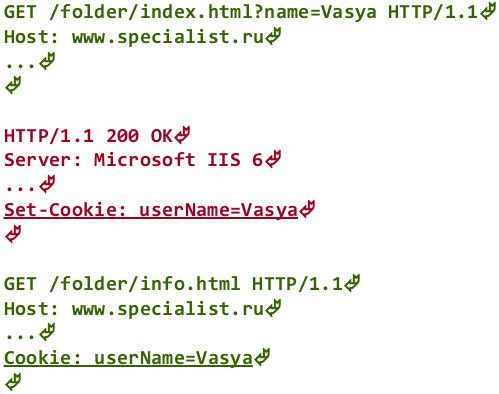 GET /folder/index.html?name=Vasya HTTP/1.1
Host: www.specialist.ru
...
HTTP/1.1 200 OK
Server: Microsoft IIS 6
...
Set-Cookie: userName=Vasya
GET /folder/info.html HTTP/1.1
Host: www.specialist.ru
...
Cookie: userName=Vasya